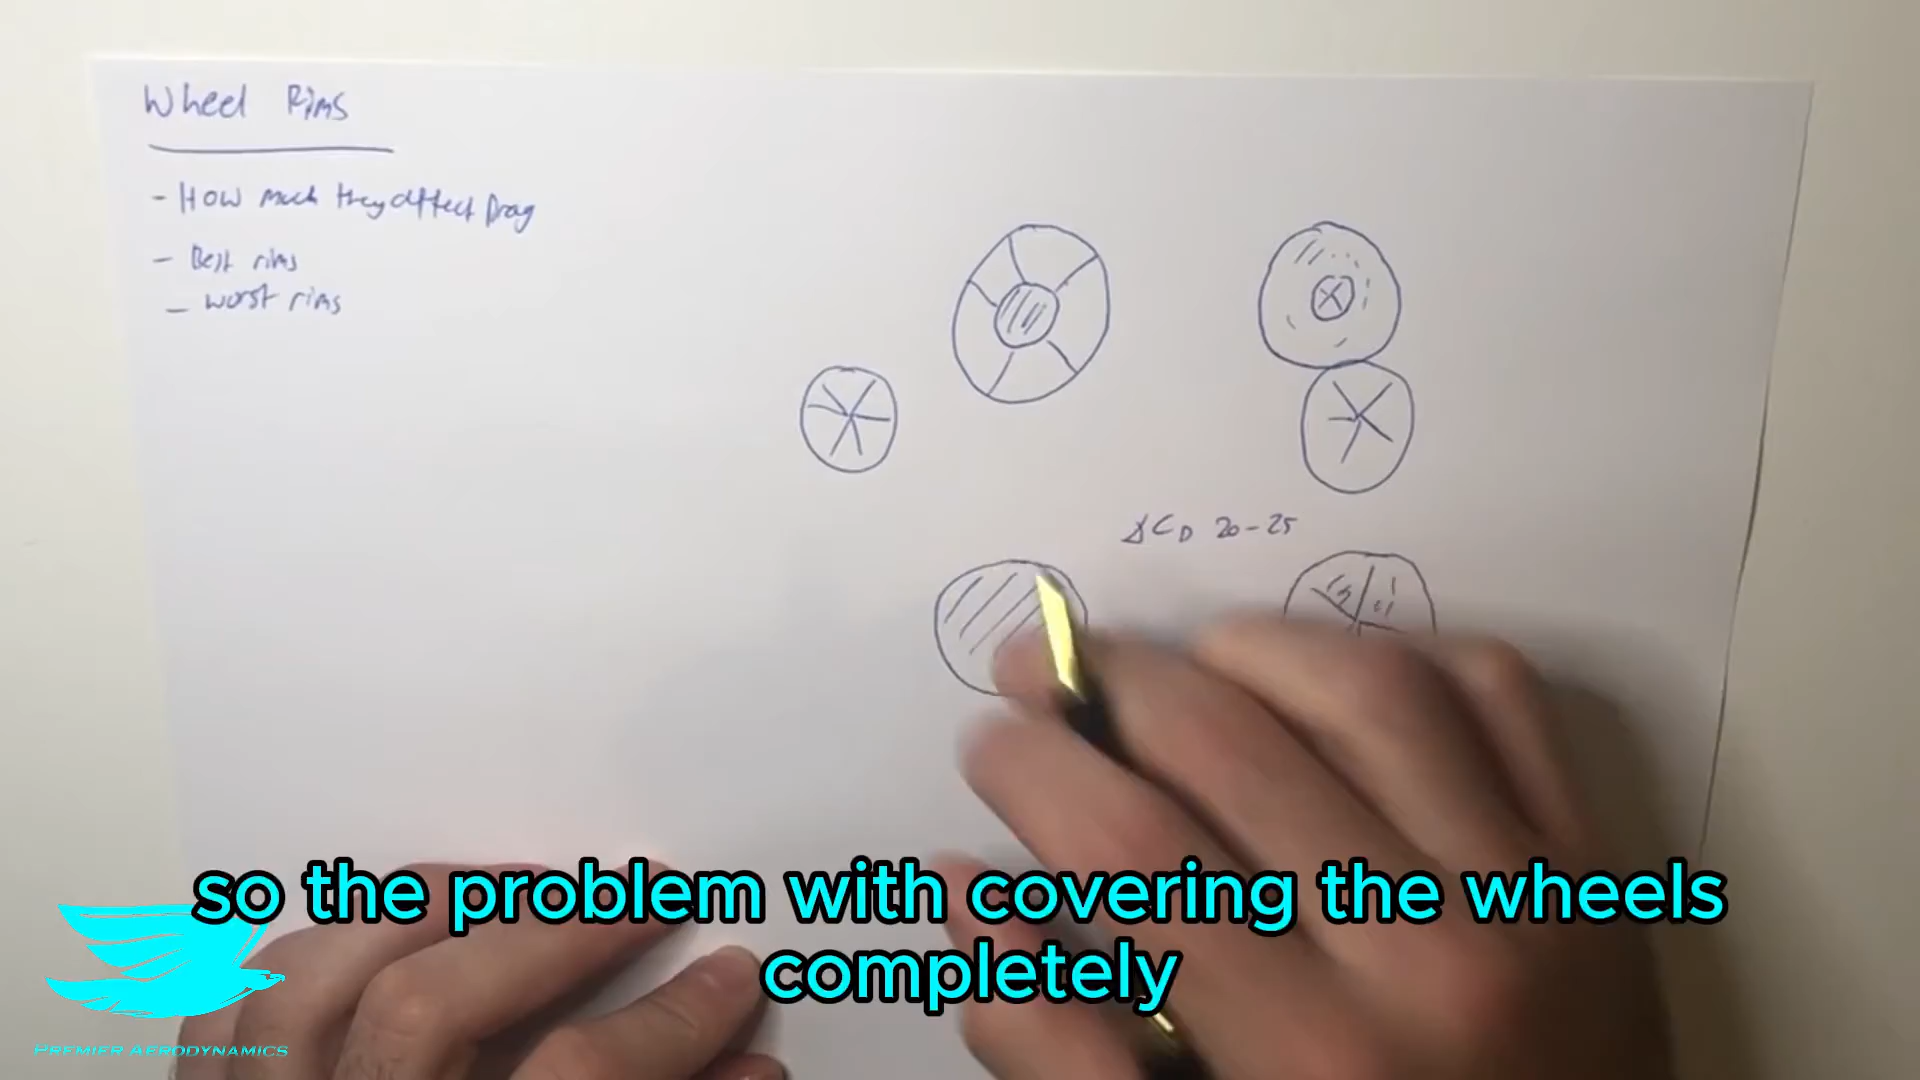 Wheel Rims
- How much they affect Drag
- Best rims
- worst rims
ΔCD 20-25
so the problem with covering the wheels
completely
PREMIER AERODYNAMICS